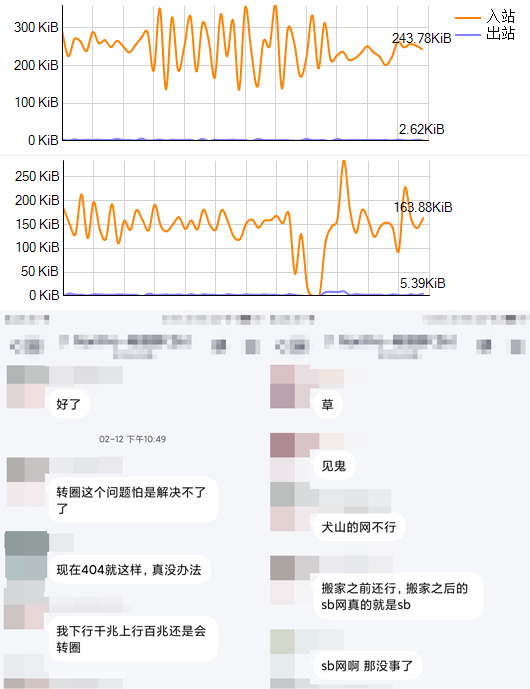 300 KiB
200 KiB
100 KiB
0 KiB
243.78KiB
2.62KiB
入站
出站
250 KiB
200 KiB
150 KiB
100 KiB
50 KiB
0 KiB
163.88KiB
5.39KiB
好了
02-12 下午10:49
转圈这个问题怕是解决不了
了
现在404就这样，真没办法
我下行千兆上行百兆还是会
转圈
草
见鬼
犬山的网不行
搬家之前还行，搬家之后的
sb网真的就是sb
sb网啊 那没事了